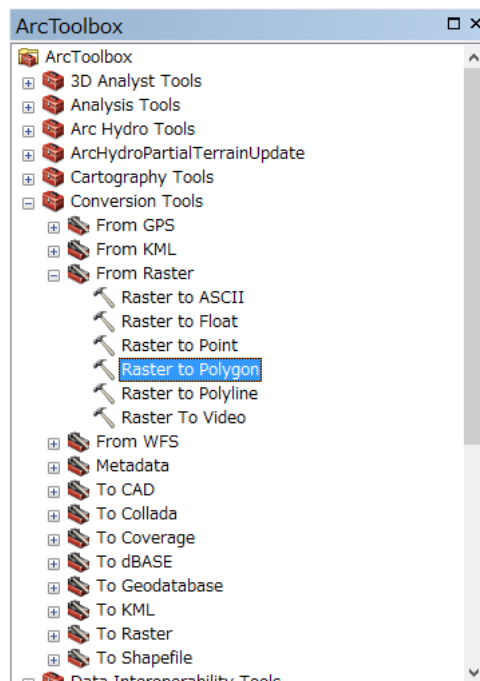 ArcToolbox
ArcToolbox
3D Analyst Tools
Analysis Tools
Arc Hydro Tools
ArcHydroPartialTerrainUpdate
Cartography Tools
Conversion Tools
From GPS
From KML
From Raster
Raster to ASCII
Raster to Float
Raster to Point
Raster to Polygon
Raster to Polyline
Raster To Video
From WFS
Metadata
To CAD
To Collada
To Coverage
To dBASE
To Geodatabase
To KML
To Raster
To Shapefile
Data Interoperability Tools